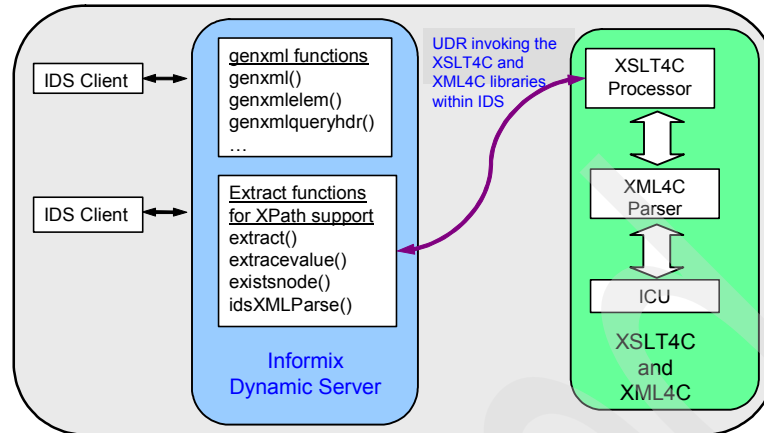 IDS Client
genxml functions
genxml()
genxmlelem()
genxmlqueryhdr()
…
IDS Client
Extract functions
for XPath support
extract()
extracevalue()
existsnode()
idsXMLParse()
Informix
Dynamic Server
UDR invoking the
XSLT4C and
XML4C libraries
within IDS
XSLT4C
Processor
XML4C
Parser
ICU
XSLT4C
and
XML4C